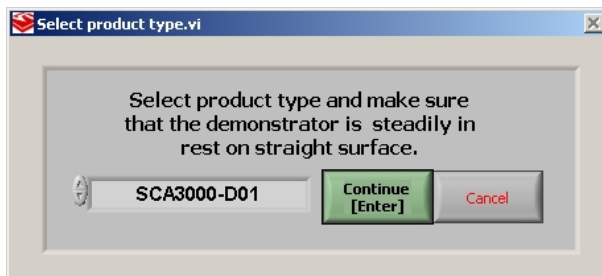 Select product type.vi
Select product type and make sure
that the demonstrator is steadily in
rest on straight surface.
SCA3000-D01
Continue
[Enter]
Cancel